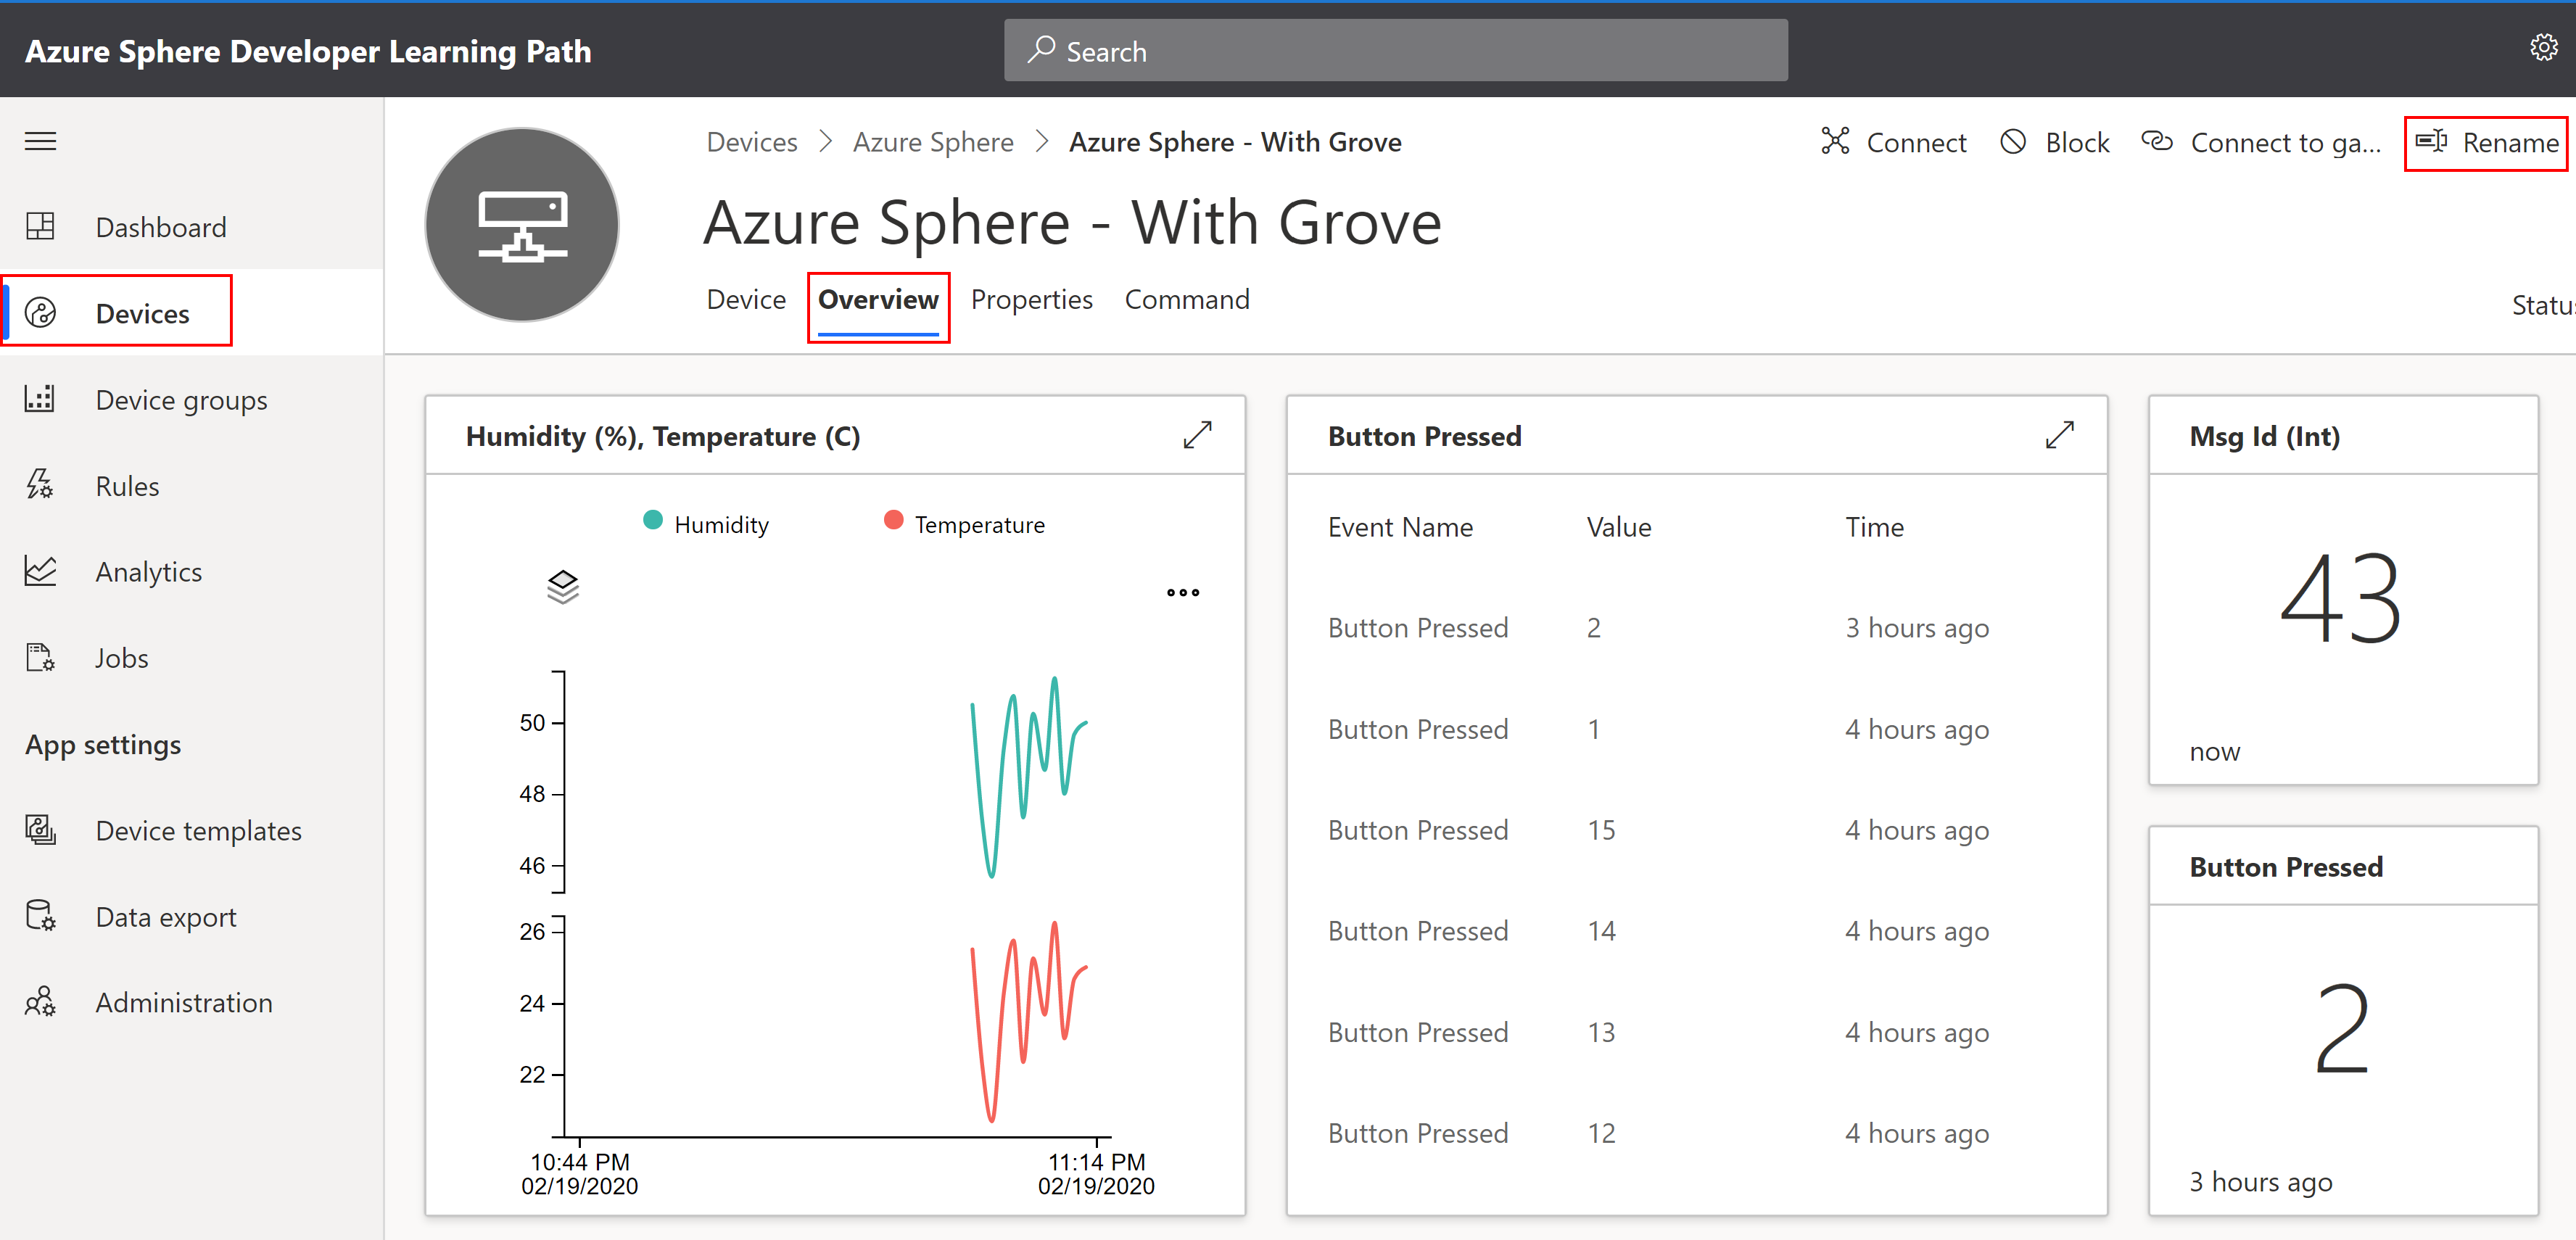 Azure Sphere Developer Learning Path
Search
Dashboard
Devices
Device groups
Rules
Analytics
Jobs
App settings
Device templates
Data export
Administration
Devices > Azure Sphere > Azure Sphere - With Grove
Connect Block Connect to ga... Rename
Azure Sphere - With Grove
Device Overview Properties Command
Statu
Humidity (%), Temperature (C)
Humidity Temperature
50
48
46
26
24
22
10:44 PM 11:14 PM
02/19/2020 02/19/2020
Button Pressed
Event Name Value Time
Button Pressed 2 3 hours ago
Button Pressed 1 4 hours ago
Button Pressed 15 4 hours ago
Button Pressed 14 4 hours ago
Button Pressed 13 4 hours ago
Button Pressed 12 4 hours ago
Msg Id (Int)
43
now
Button Pressed
2
3 hours ago